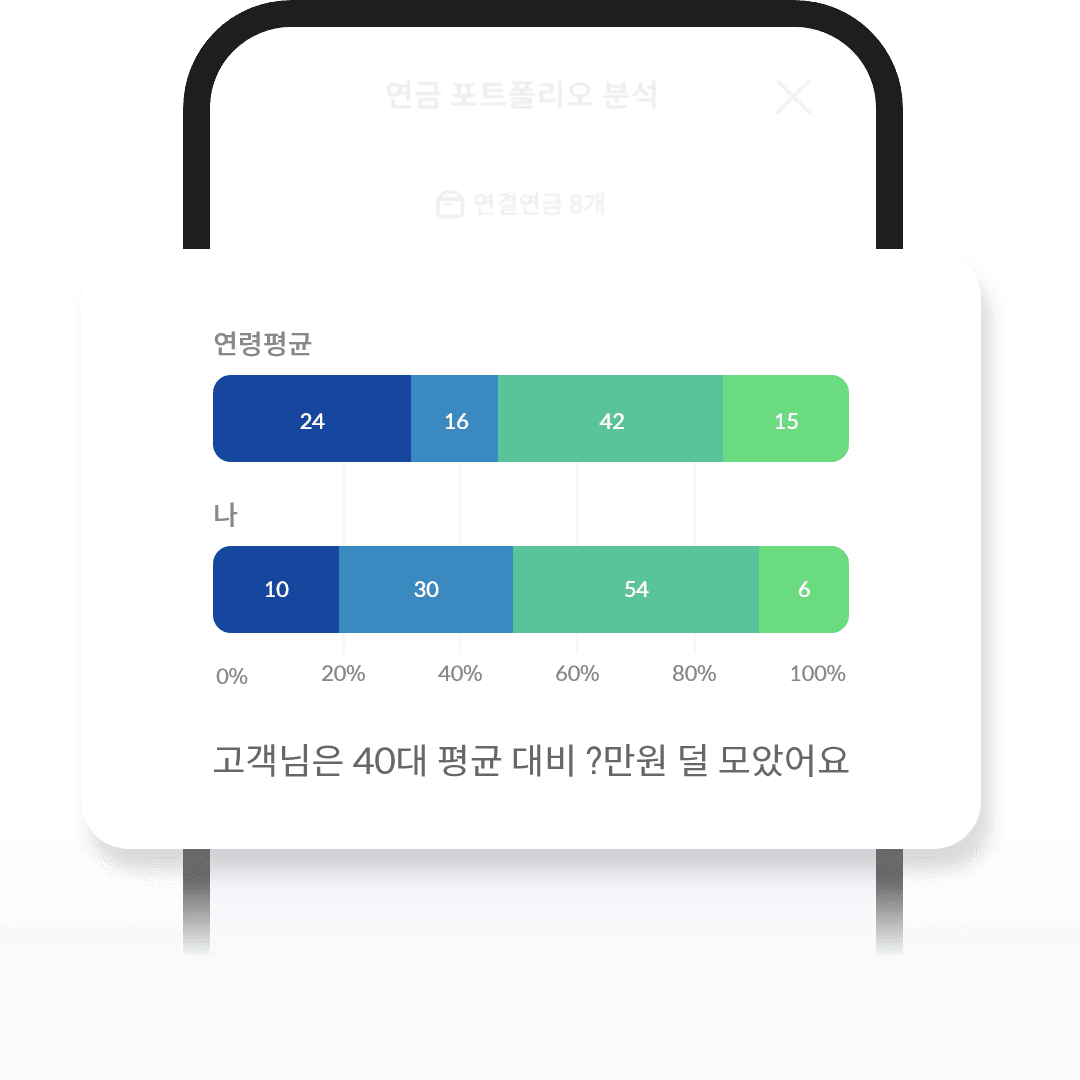 연금 포트폴리오 분석
연결연금 8개
연령평균
24 16 42 15
나
10 30 54 6
0% 20% 40% 60% 80% 100%
고객님은 40대 평균 대비 ?만원 덜 모았어요